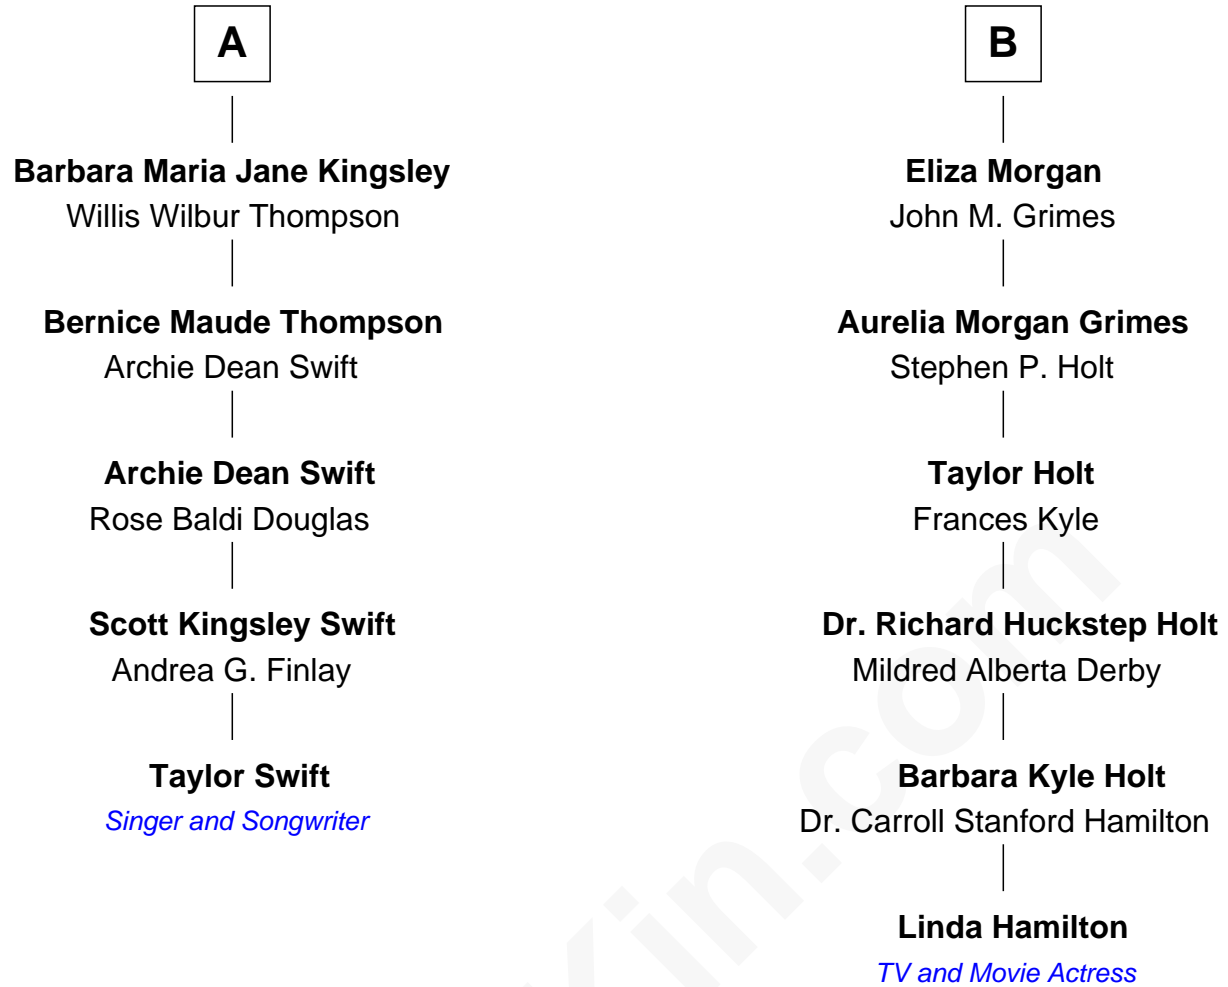 A
Barbara Maria Jane Kingsley
Willis Wilbur Thompson
Bernice Maude Thompson
Archie Dean Swift
Archie Dean Swift
Rose Baldi Douglas
Scott Kingsley Swift
Andrea G. Finlay
Taylor Swift
Singer and Songwriter
B
Eliza Morgan
John M. Grimes
Aurelia Morgan Grimes
Stephen P. Holt
Taylor Holt
Frances Kyle
Dr. Richard Huckstep Holt
Mildred Alberta Derby
Barbara Kyle Holt
Dr. Carroll Stanford Hamilton
Linda Hamilton
TV and Movie Actress
Kin.com